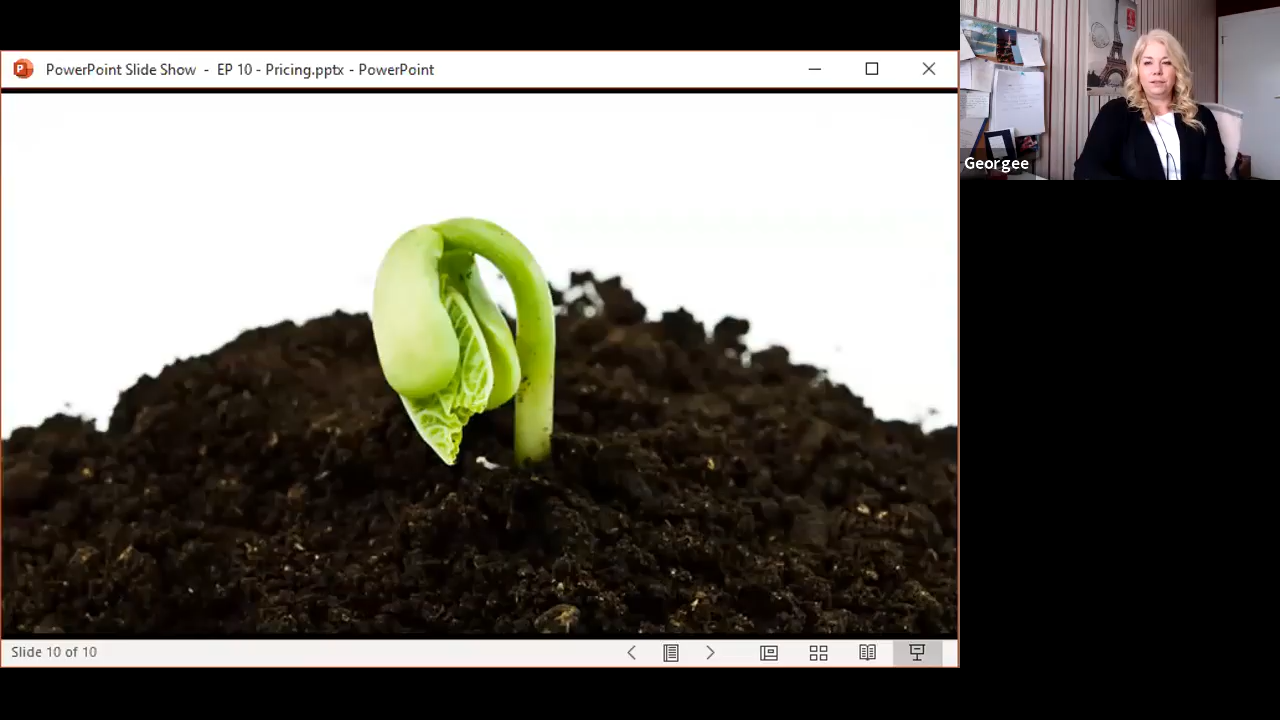 PowerPoint Slide Show - EP 10 - Pricing.pptx - PowerPoint
Georgee
Slide 10 of 10